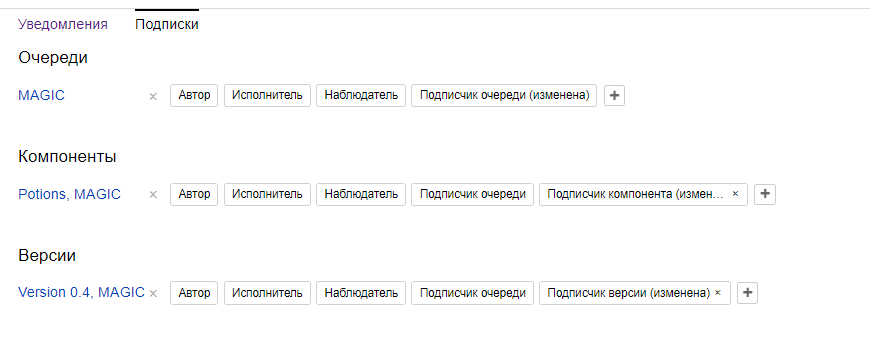 Уведомления Подписки
Очереди
MAGIC × Автор Исполнитель Наблюдатель Подписчик очереди (изменена) +
Компоненты
Potions, MAGIC × Автор Исполнитель Наблюдатель Подписчик очереди Подписчик компонента (измен... × +
Версии
Version 0.4, MAGIC × Автор Исполнитель Наблюдатель Подписчик очереди Подписчик версии (изменена) × +